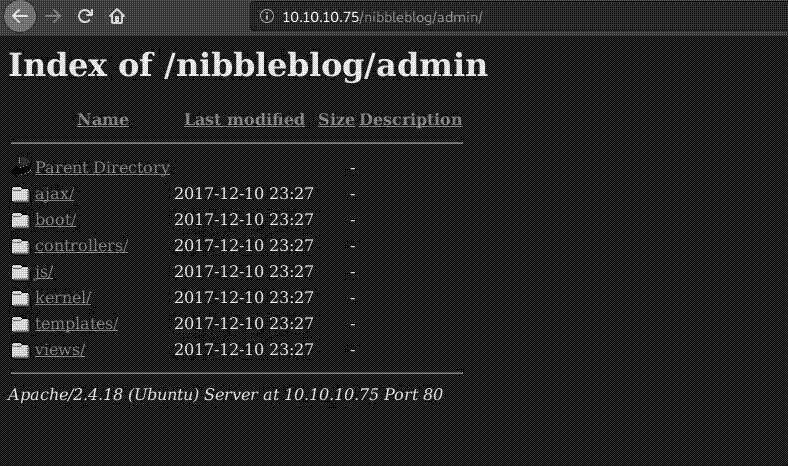 10.10.10.75/nibbleblog/admin/
Index of /nibbleblog/admin
Name Last modified Size Description
Parent Directory -
ajax/ 2017-12-10 23:27 -
boot/ 2017-12-10 23:27 -
controllers/ 2017-12-10 23:27 -
js/ 2017-12-10 23:27 -
kernel/ 2017-12-10 23:27 -
templates/ 2017-12-10 23:27 -
views/ 2017-12-10 23:27 -
Apache/2.4.18 (Ubuntu) Server at 10.10.10.75 Port 80